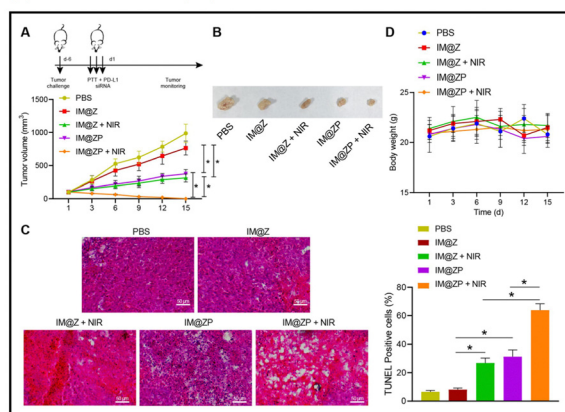 A
d-6
d1
Tumor challenge
PTT + PD-L1 siRNA
Tumor monitoring
PBS
IM@Z
IM@Z + NIR
IM@ZP
IM@ZP + NIR
Tumor volume (mm³)
1000
800
600
400
200
0
1 3 6 9 12 15
*
*
*
*
B
PBS
IM@Z
IM@Z + NIR
IM@ZP
IM@ZP + NIR
C
PBS
IM@Z
50 μm
50 μm
IM@Z + NIR
IM@ZP
IM@ZP + NIR
50 μm
50 μm
50 μm
D
PBS
IM@Z
IM@Z + NIR
IM@ZP
IM@ZP + NIR
Body weight (g)
25
20
15
1 3 6 9 12 15
Time (d)
PBS
IM@Z
IM@Z + NIR
IM@ZP
IM@ZP + NIR
TUNEL Positive cells (%)
80
60
40
20
0
*
*
*
*